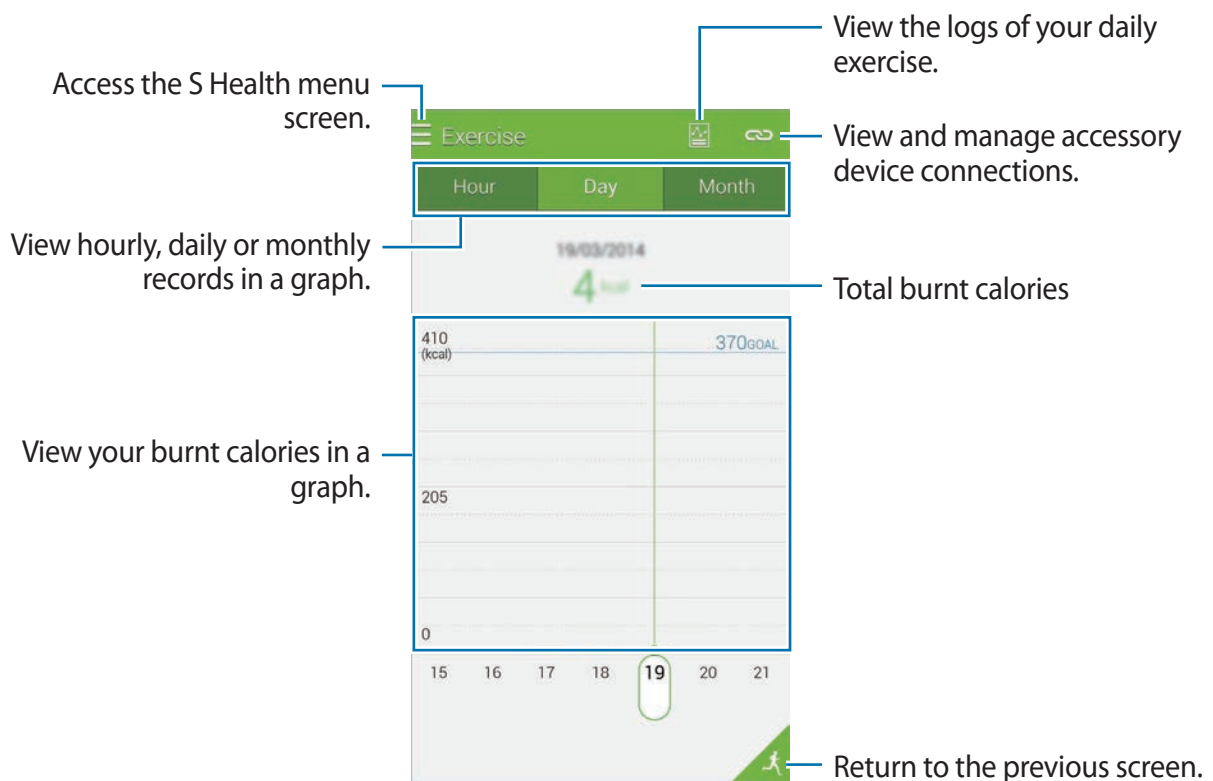 View the logs of your daily
exercise.
Access the S Health menu
screen.
Exercise
View and manage accessory
device connections.
Hour Day Month
View hourly, daily or monthly
records in a graph.
19/03/2014
4 kcal
Total burnt calories
410
(kcal)
370GOAL
View your burnt calories in a
graph.
205
0
15 16 17 18 19 20 21
Return to the previous screen.